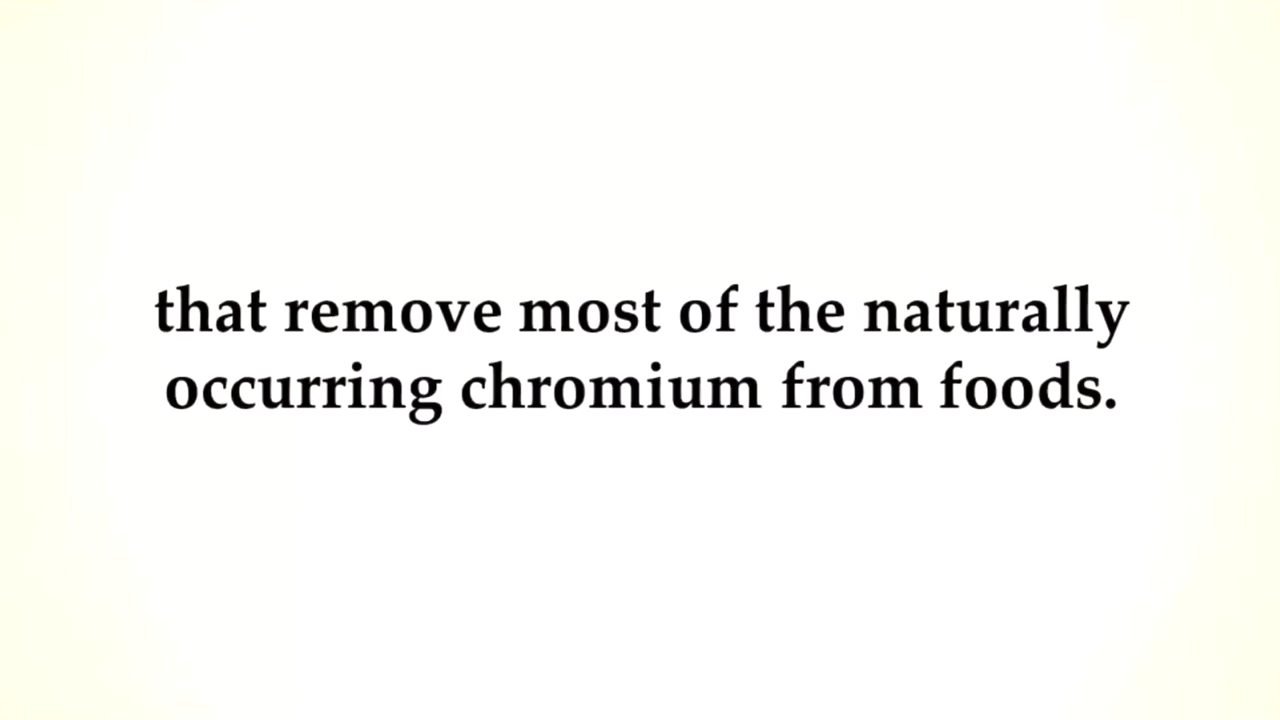 that remove most of the naturally
occurring chromium from foods.